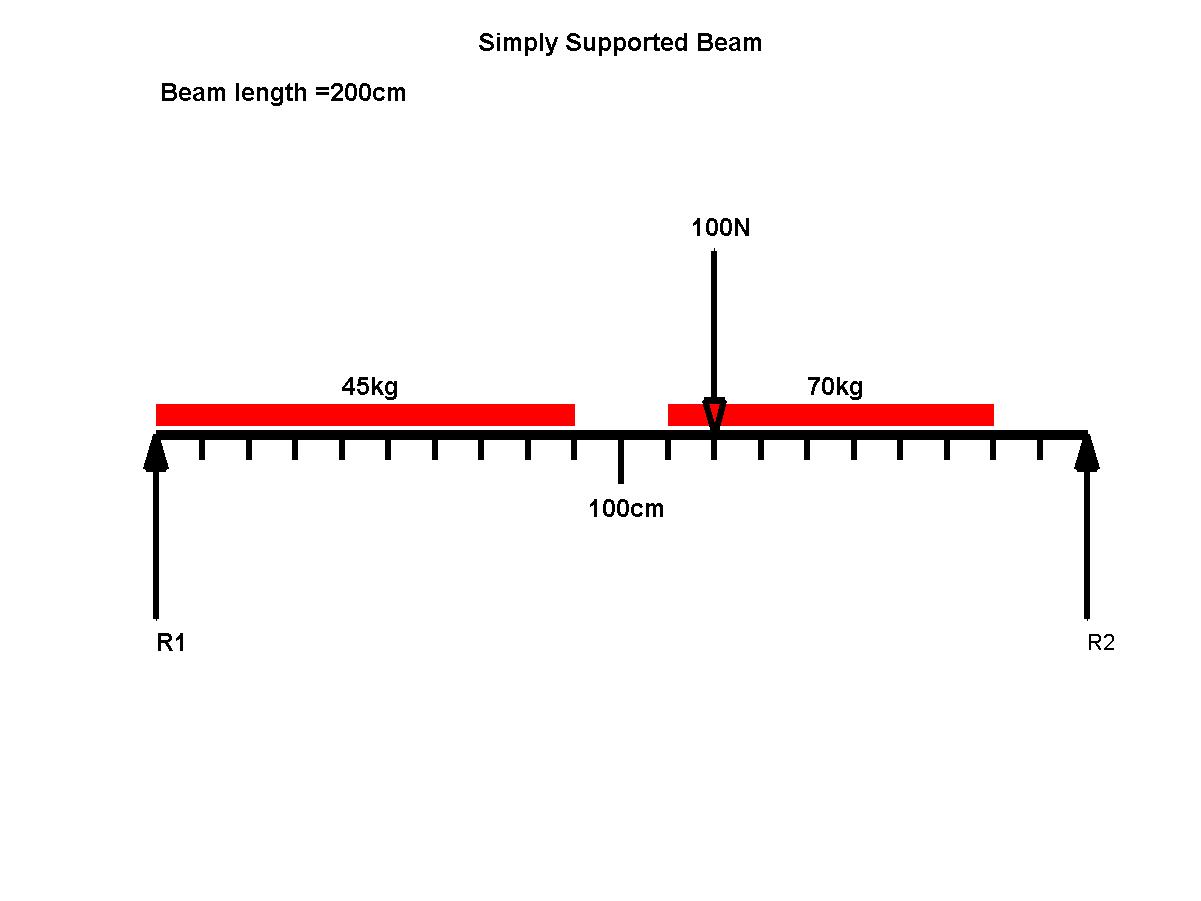 Simply Supported Beam
Beam length =200cm
100N
45kg
70kg
100cm
R1
R2